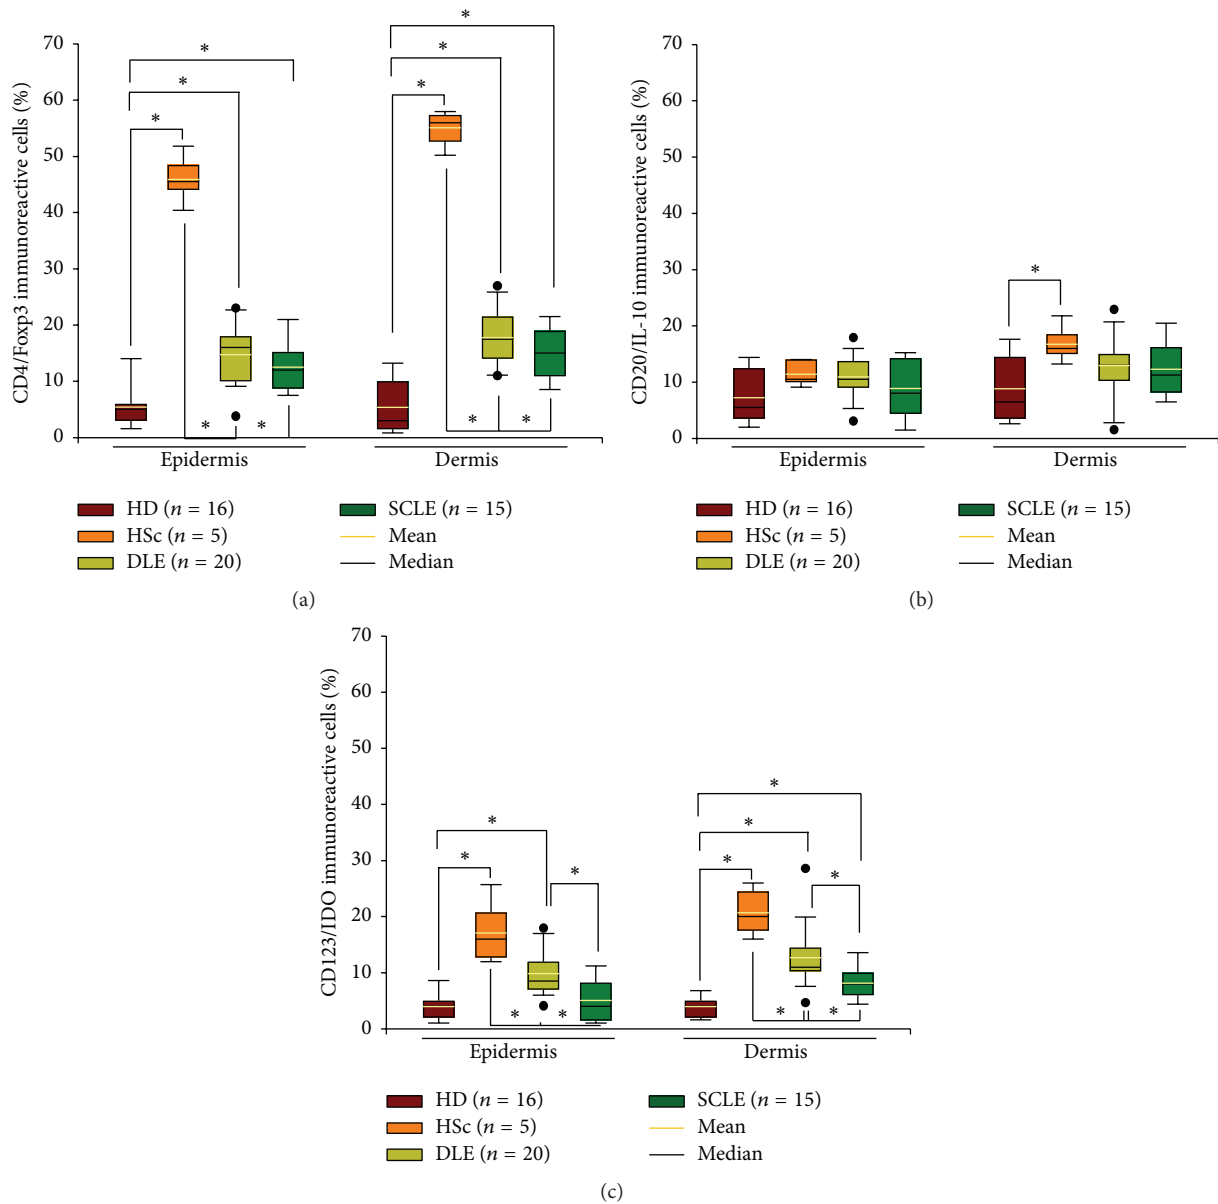 CD4/Foxp3 immunoreactive cells (%)
70
60
50
40
30
20
10
0
*
*
*
*
*
*
*
*
*
*
Epidermis
Dermis
HD (n = 16)
HSc (n = 5)
DLE (n = 20)
SCLE (n = 15)
Mean
Median
(a)
CD20/IL-10 immunoreactive cells (%)
70
60
50
40
30
20
10
0
*
Epidermis
Dermis
HD (n = 16)
HSc (n = 5)
DLE (n = 20)
SCLE (n = 15)
Mean
Median
(b)
CD123/IDO immunoreactive cells (%)
70
60
50
40
30
20
10
0
*
*
*
*
*
*
*
*
*
*
*
Epidermis
Dermis
HD (n = 16)
HSc (n = 5)
DLE (n = 20)
SCLE (n = 15)
Mean
Median
(c)